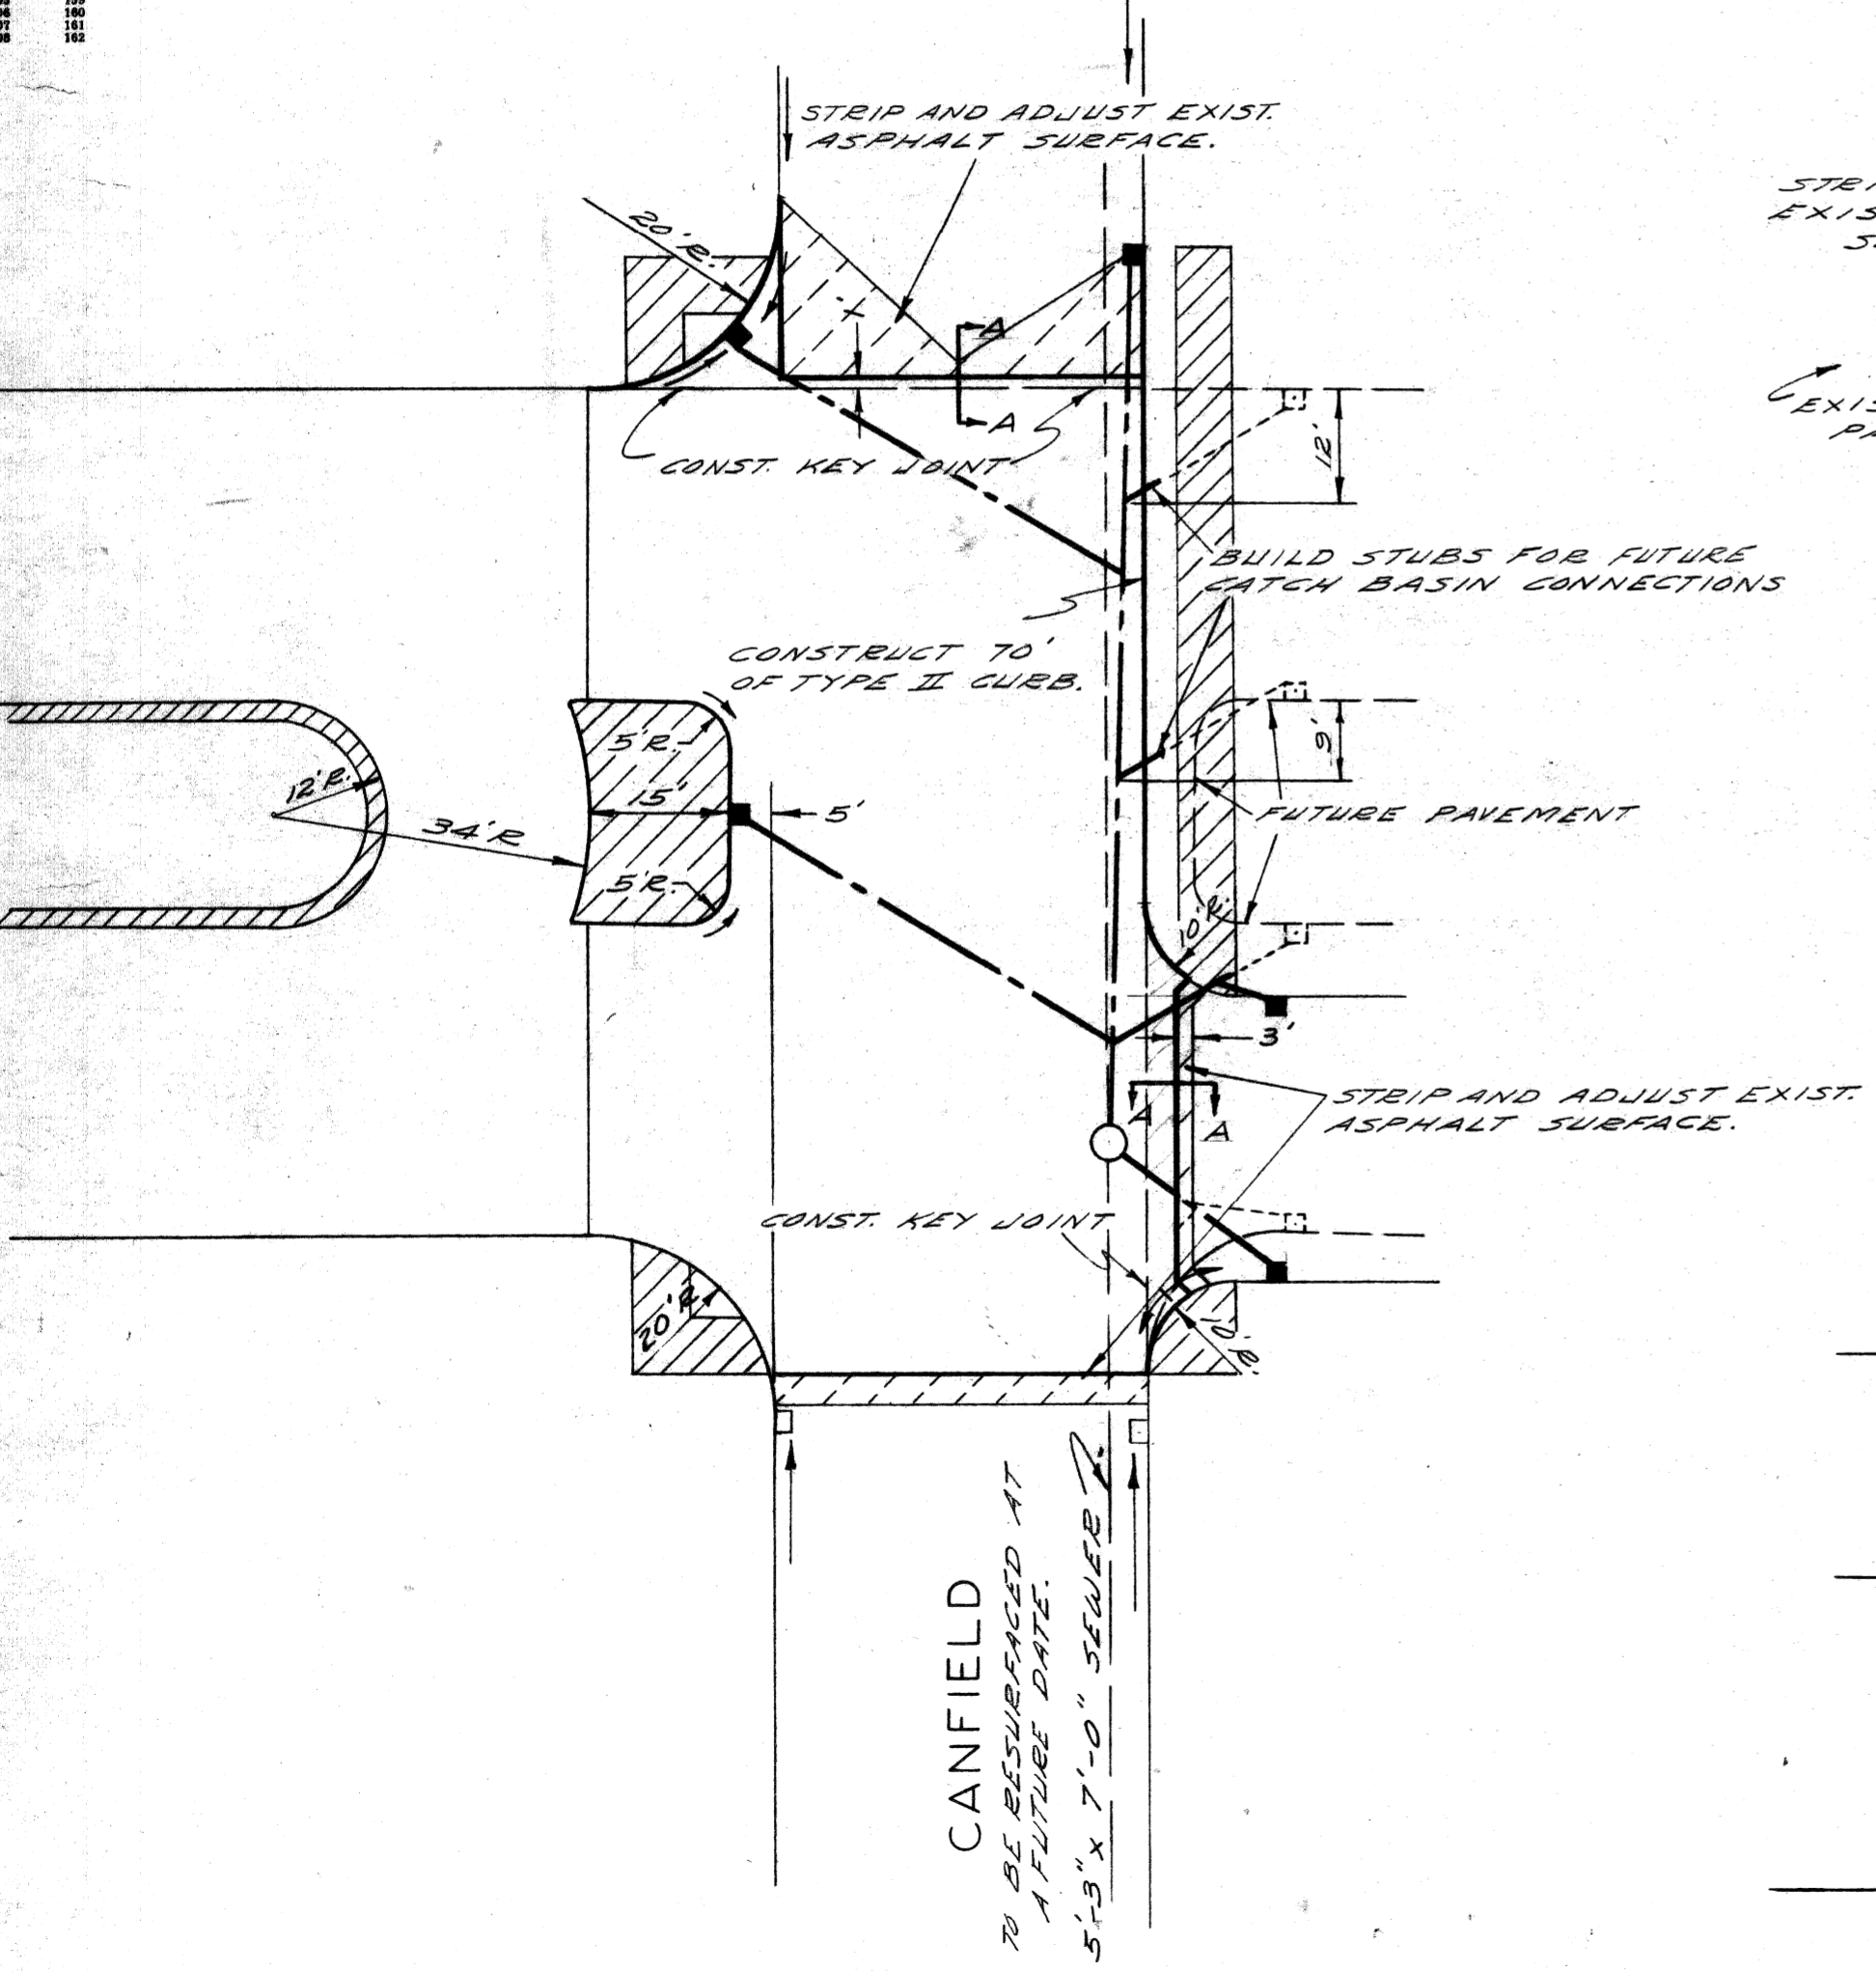 160
161
162
STRIP AND ADJUST EXIST.
ASPHALT SURFACE.
20'R.
A
A
CONST. KEY JOINT
12'
BUILD STUBS FOR FUTURE
CATCH BASIN CONNECTIONS
CONSTRUCT 70'
OF TYPE II CURB.
5'R.
9'
12'R.
15'
5'
FUTURE PAVEMENT
34'R
5'R.
10'R.
3'
STRIP AND ADJUST EXIST.
ASPHALT SURFACE.
A
A
CONST. KEY JOINT
20'R
10'R.
CANFIELD
TO BE RESURFACED AT
A FUTURE DATE.
5'-3" x 7'-0" SEWER